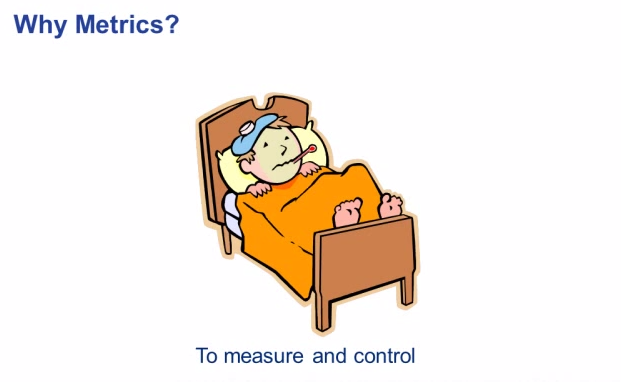 Why Metrics?
To measure and control